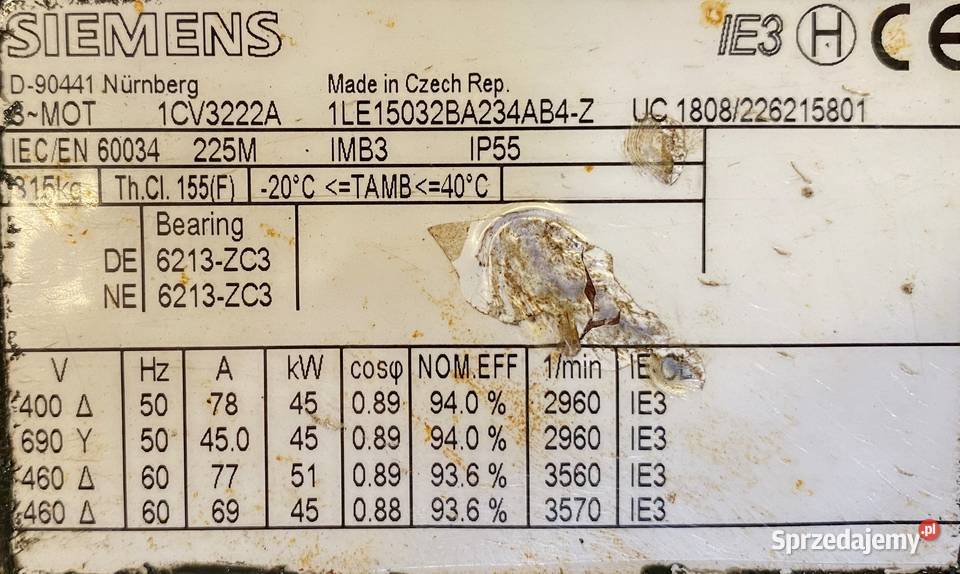 SIEMENS IE3 H CE
D-90441 Nürnberg Made in Czech Rep.
3~MOT 1CV3222A 1LE15032BA234AB4-Z UC 1808/226215801
IEC/EN 60034 225M IMB3 IP55
315kg Th.Cl. 155(F) -20°C <=TAMB<=40°C
Bearing
DE 6213-ZC3
NE 6213-ZC3
V Hz A kW cosφ NOM.EFF 1/min IE
400 Δ 50 78 45 0.89 94.0 % 2960 IE3
690 Y 50 45.0 45 0.89 94.0 % 2960 IE3
460 Δ 60 77 51 0.89 93.6 % 3560 IE3
460 Δ 60 69 45 0.88 93.6 % 3570 IE3
Sprzedajemy.pl